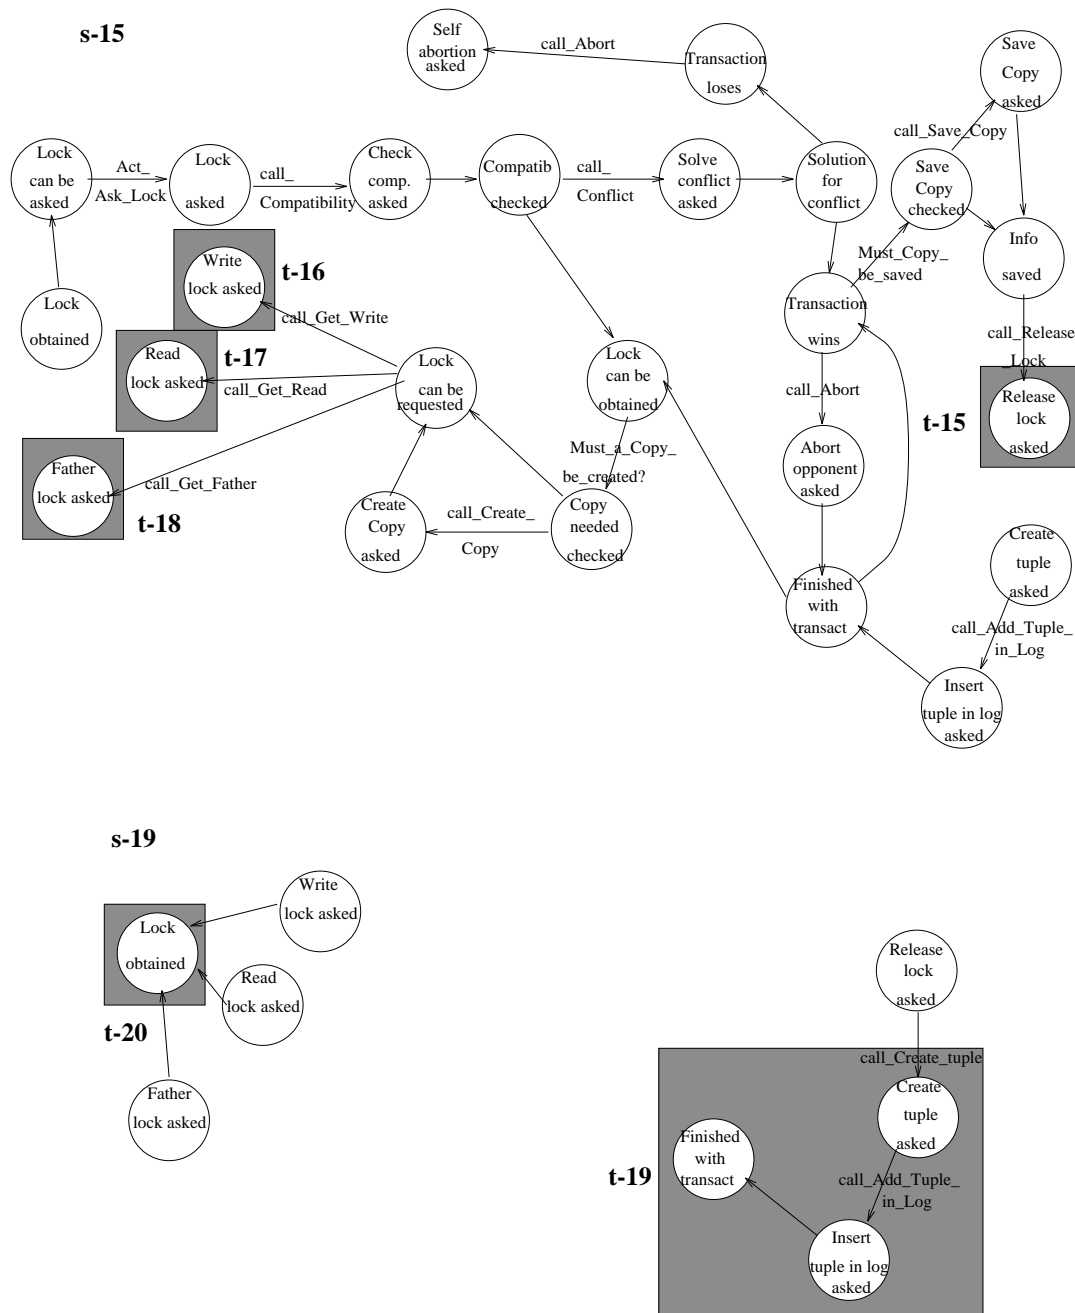 s-15
Self
abortion
asked
call_Abort
Transaction
loses
Save
Copy
asked
call_Save_Copy
Lock
can be
asked
Act_
Ask_Lock
Lock
asked
call_
Compatibility
Check
comp.
asked
Compatib
checked
call_
Conflict
Solve
conflict
asked
Solution
for
conflict
Save
Copy
checked
Info
saved
Must_Copy_
be_saved
Write
lock asked
t-16
call_Get_Write
Lock
obtained
Read
lock asked
t-17
call_Get_Read
Lock
can be
requested
Lock
can be
obtained
Transaction
wins
call_Release
_Lock
Release
lock
asked
t-15
call_Abort
Father
lock asked
t-18
call_Get_Father
Must_a_Copy_
be_created?
Abort
opponent
asked
Create
Copy
asked
call_Create_
Copy
Copy
needed
checked
Create
tuple
asked
Finished
with
transact
call_Add_Tuple_
in_Log
Insert
tuple in log
asked
s-19
Write
lock asked
Lock
obtained
Read
lock asked
t-20
Father
lock asked
Release
lock
asked
call_Create_tuple
Create
tuple
asked
Finished
with
transact
t-19
call_Add_Tuple_
in_Log
Insert
tuple in log
asked